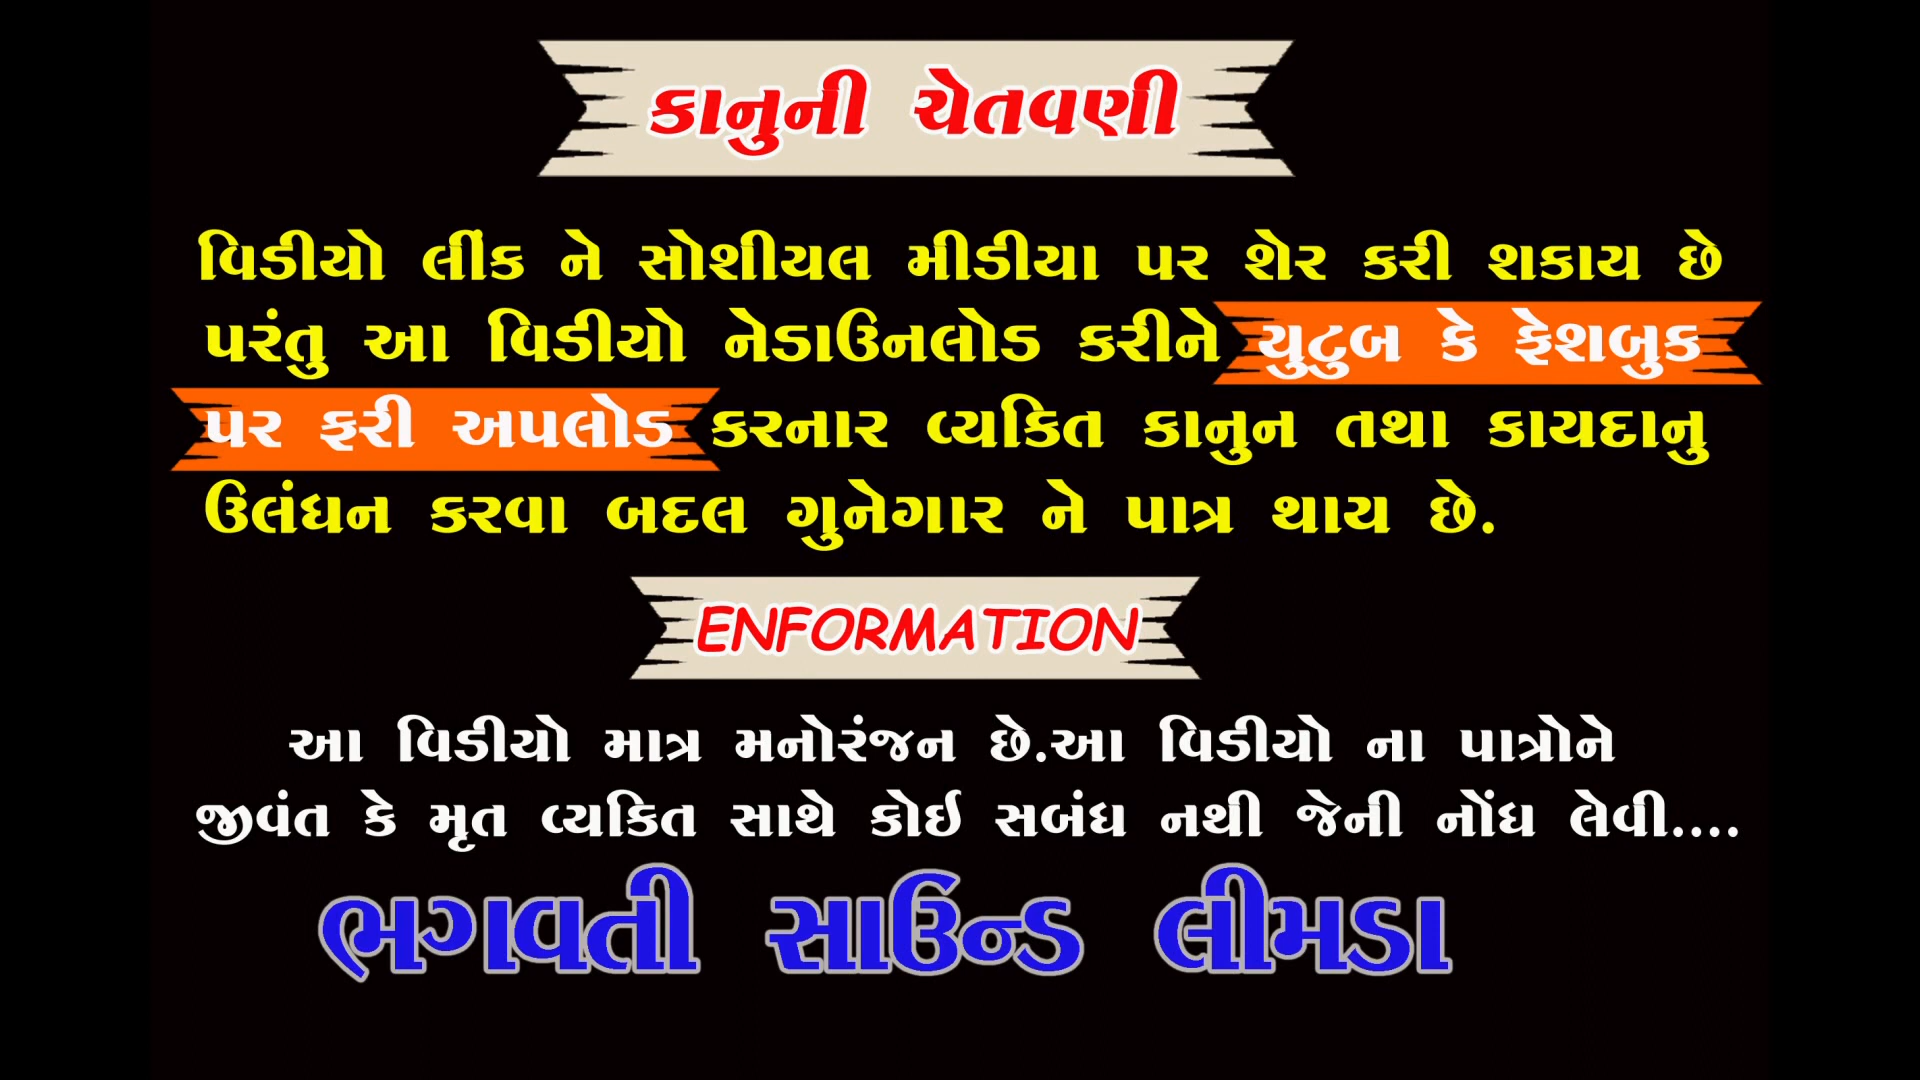 કાનુની ચેતવણી
વિડીયો લીંક ને સોશીયલ મીડીયા પર શેર કરી શકાય છે
પરંતુ આ વિડીયો નેડાઉનલોડ કરીને યુટુબ કે ફેશબુક
પર ફરી અપલોડ કરનાર વ્યકિત કાનુન તથા કાયદાનુ
ઉલંધન કરવા બદલ ગુનેગાર ને પાત્ર થાય છે.
ENFORMATION
આ વિડીયો માત્ર મનોરંજન છે.આ વિડીયો ના પાત્રોને
જીવંત કે મૃત વ્યકિત સાથે કોઇ સબંધ નથી જેની નોંધ લેવી....
ભગવતી સાઉન્ડ લીમડા